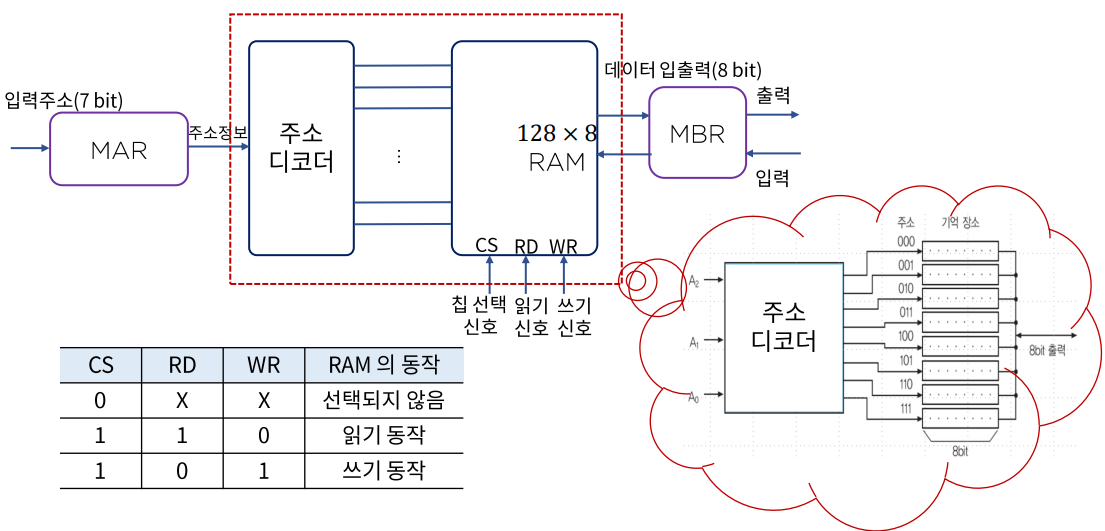 입력주소(7 bit)
MAR
주소정보
주소
디코더
⋮
128 × 8
RAM
CS RD WR
칩 선택
신호
읽기
신호
쓰기
신호
데이터 입출력(8 bit)
MBR
출력
입력
CS RD WR RAM 의 동작
0 X X 선택되지 않음
1 1 0 읽기 동작
1 0 1 쓰기 동작
주소 기억 장소
A₂
A₁
A₀
주소
디코더
000
001
010
011
100
101
110
111
8bit 출력
8bit